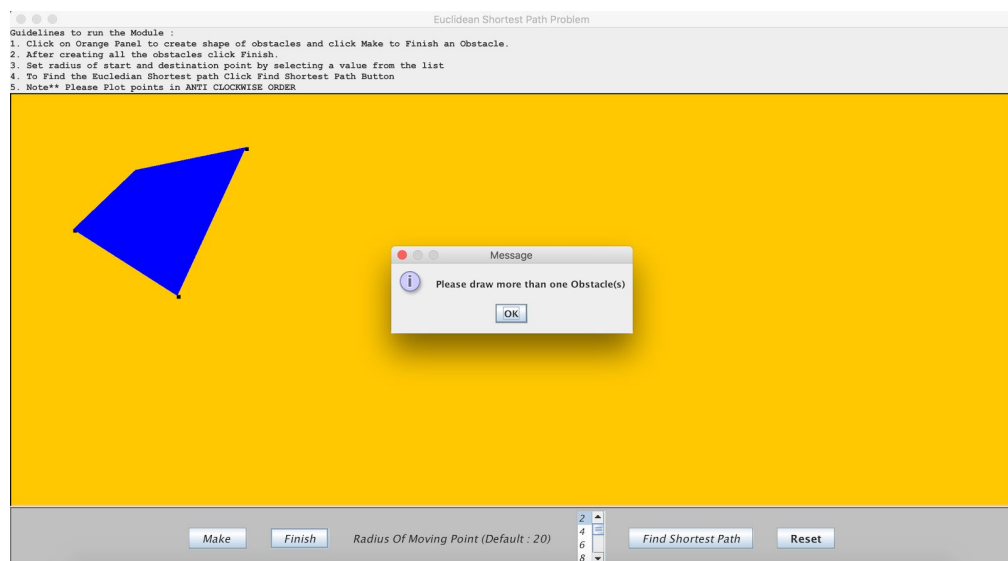 Euclidean Shortest Path Problem
Guidelines to run the Module :
1. Click on Orange Panel to create shape of obstacles and click Make to Finish an Obstacle.
2. After creating all the obstacles click Finish.
3. Set radius of start and destination point by selecting a value from the list
4. To Find the Eucledian Shortest path Click Find Shortest Path Button
5. Note** Please Plot points in ANTI CLOCKWISE ORDER
Message
i
Please draw more than one Obstacle(s)
OK
Make Finish Radius Of Moving Point (Default : 20)
2
4
6
8
Find Shortest Path Reset